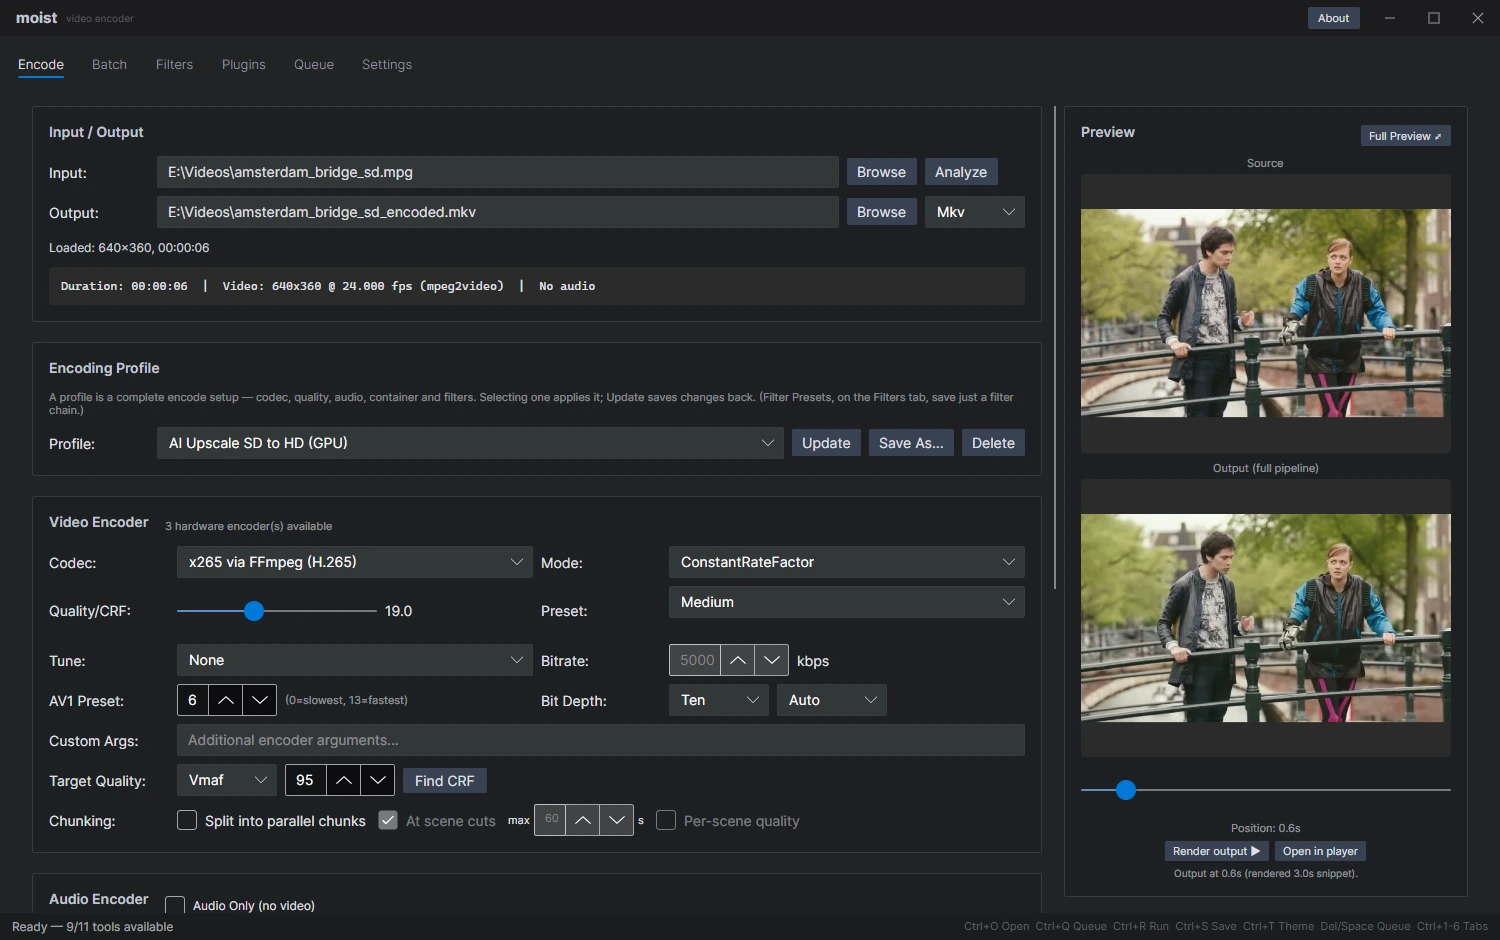 moist video encoder About
Encode Batch Filters Plugins Queue Settings
Input / Output
Input: E:\Videos\amsterdam_bridge_sd.mpg Browse Analyze
Output: E:\Videos\amsterdam_bridge_sd_encoded.mkv Browse Mkv
Loaded: 640×360, 00:00:06
Duration: 00:00:06 | Video: 640x360 @ 24.000 fps (mpeg2video) | No audio
Encoding Profile
A profile is a complete encode setup — codec, quality, audio, container and filters. Selecting one applies it; Update saves changes back. (Filter Presets, on the Filters tab, save just a filter
chain.)
Profile: AI Upscale SD to HD (GPU) Update Save As... Delete
Video Encoder 3 hardware encoder(s) available
Codec: x265 via FFmpeg (H.265) Mode: ConstantRateFactor
Quality/CRF: 19.0 Preset: Medium
Tune: None Bitrate: 5000 kbps
AV1 Preset: 6 (0=slowest, 13=fastest) Bit Depth: Ten Auto
Custom Args: Additional encoder arguments...
Target Quality: Vmaf 95 Find CRF
Chunking: Split into parallel chunks At scene cuts max 60 s Per-scene quality
Audio Encoder Audio Only (no video)
Preview Full Preview
Source
Output (full pipeline)
Position: 0.6s
Render output ▶ Open in player
Output at 0.6s (rendered 3.0s snippet).
Ready — 9/11 tools available Ctrl+O Open Ctrl+Q Queue Ctrl+R Run Ctrl+S Save Ctrl+T Theme Del/Space Queue Ctrl+1-6 Tabs